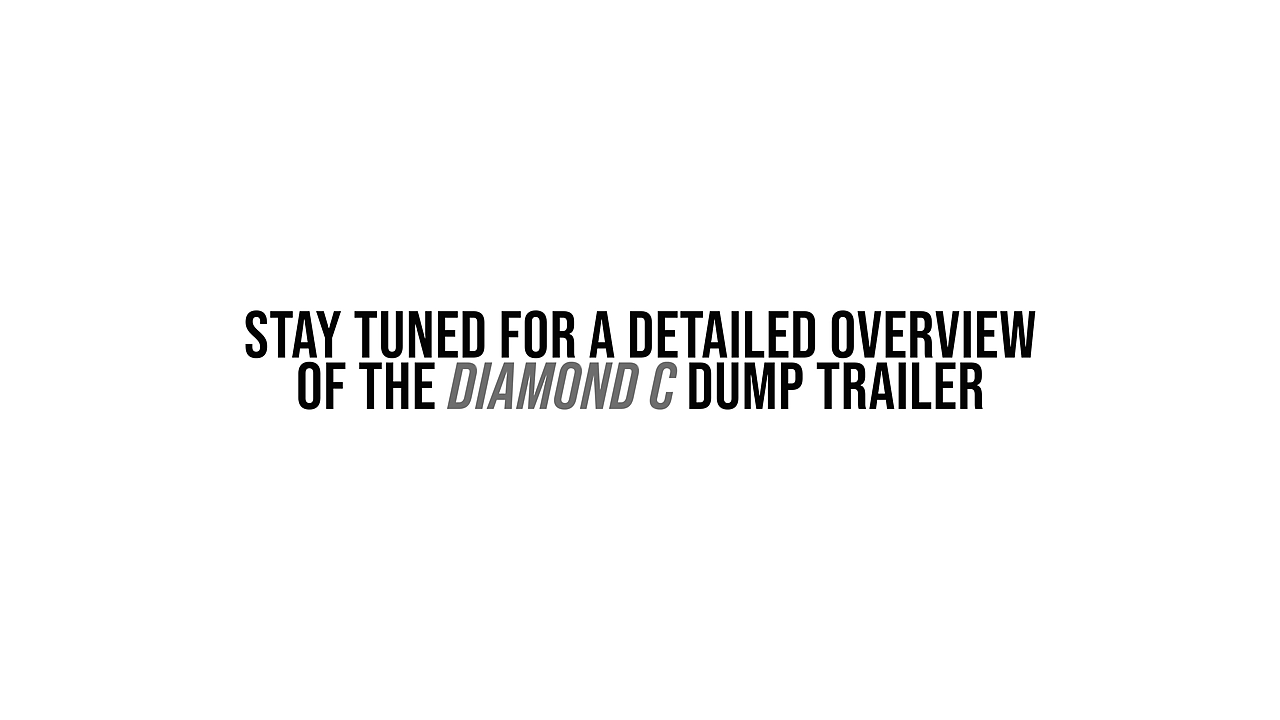 STAY TUNED FOR A DETAILED OVERVIEW
OF THE DIAMOND C DUMP TRAILER